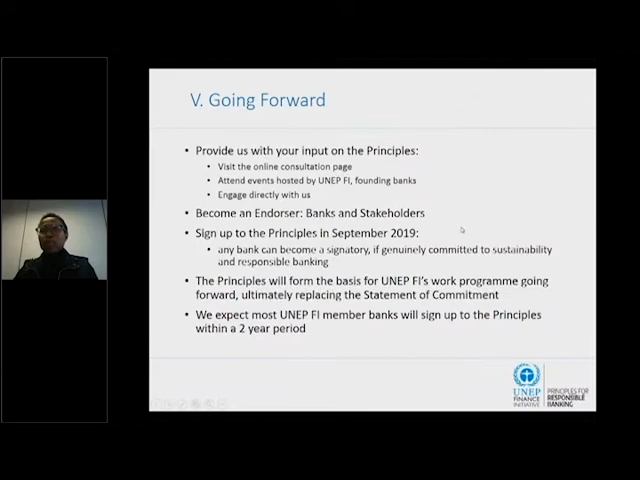 V. Going Forward
• Provide us with your input on the Principles:
• Visit the online consultation page
• Attend events hosted by UNEP FI, founding banks
• Engage directly with us
• Become an Endorser: Banks and Stakeholders
• Sign up to the Principles in September 2019:
• any bank can become a signatory, if genuinely committed to sustainability
and responsible banking
• The Principles will form the basis for UNEP FI's work programme going
forward, ultimately replacing the Statement of Commitment
• We expect most UNEP FI member banks will sign up to the Principles
within a 2 year period
UNEP
FINANCE
INITIATIVE
PRINCIPLES FOR
RESPONSIBLE
BANKING